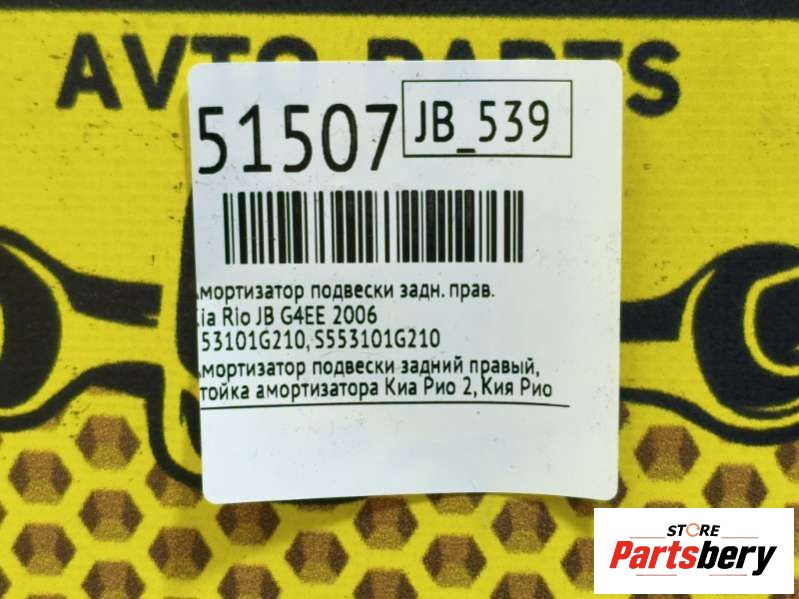 AVTO PARTS
51507
JB_539
мортизатор подвески задн. прав.
ia Rio JB G4EE 2006
53101G210, S553101G210
мортизатор подвески задний правый,
тойка амортизатора Киа Рио 2, Кия Рио
STORE
Partsbery